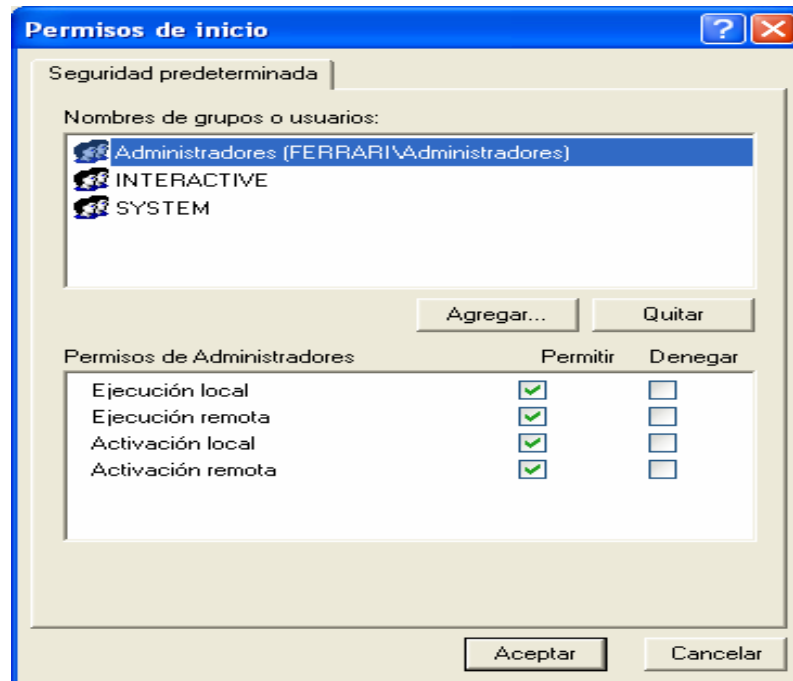 Permisos de inicio
Seguridad predeterminada
Nombres de grupos o usuarios:
Administradores (FERRARI\Administradores)
INTERACTIVE
SYSTEM
Agregar... Quitar
Permisos de Administradores Permitir Denegar
Ejecución local
Ejecución remota
Activación local
Activación remota
Aceptar Cancelar